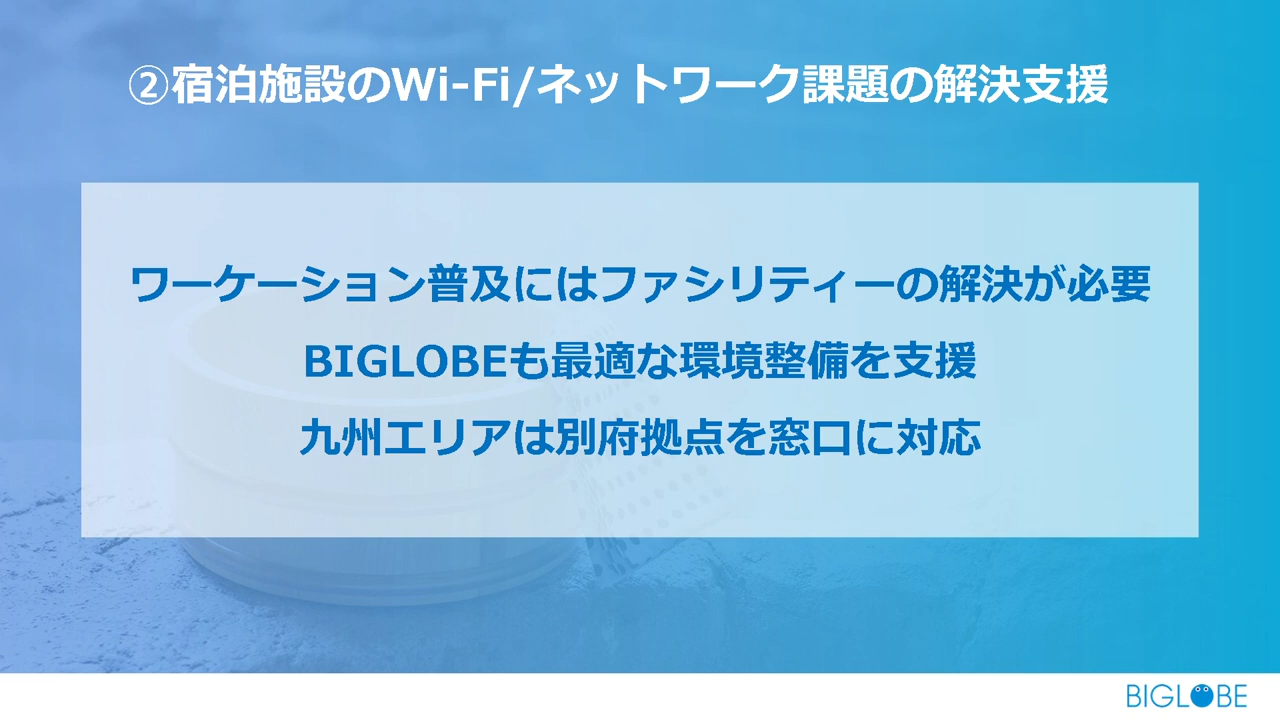 ②宿泊施設のWi-Fi/ネットワーク課題の解決支援
ワーケーション普及にはファシリティーの解決が必要
BIGLOBEも最適な環境整備を支援
九州エリアは別府拠点を窓口に対応
BIGLOBE